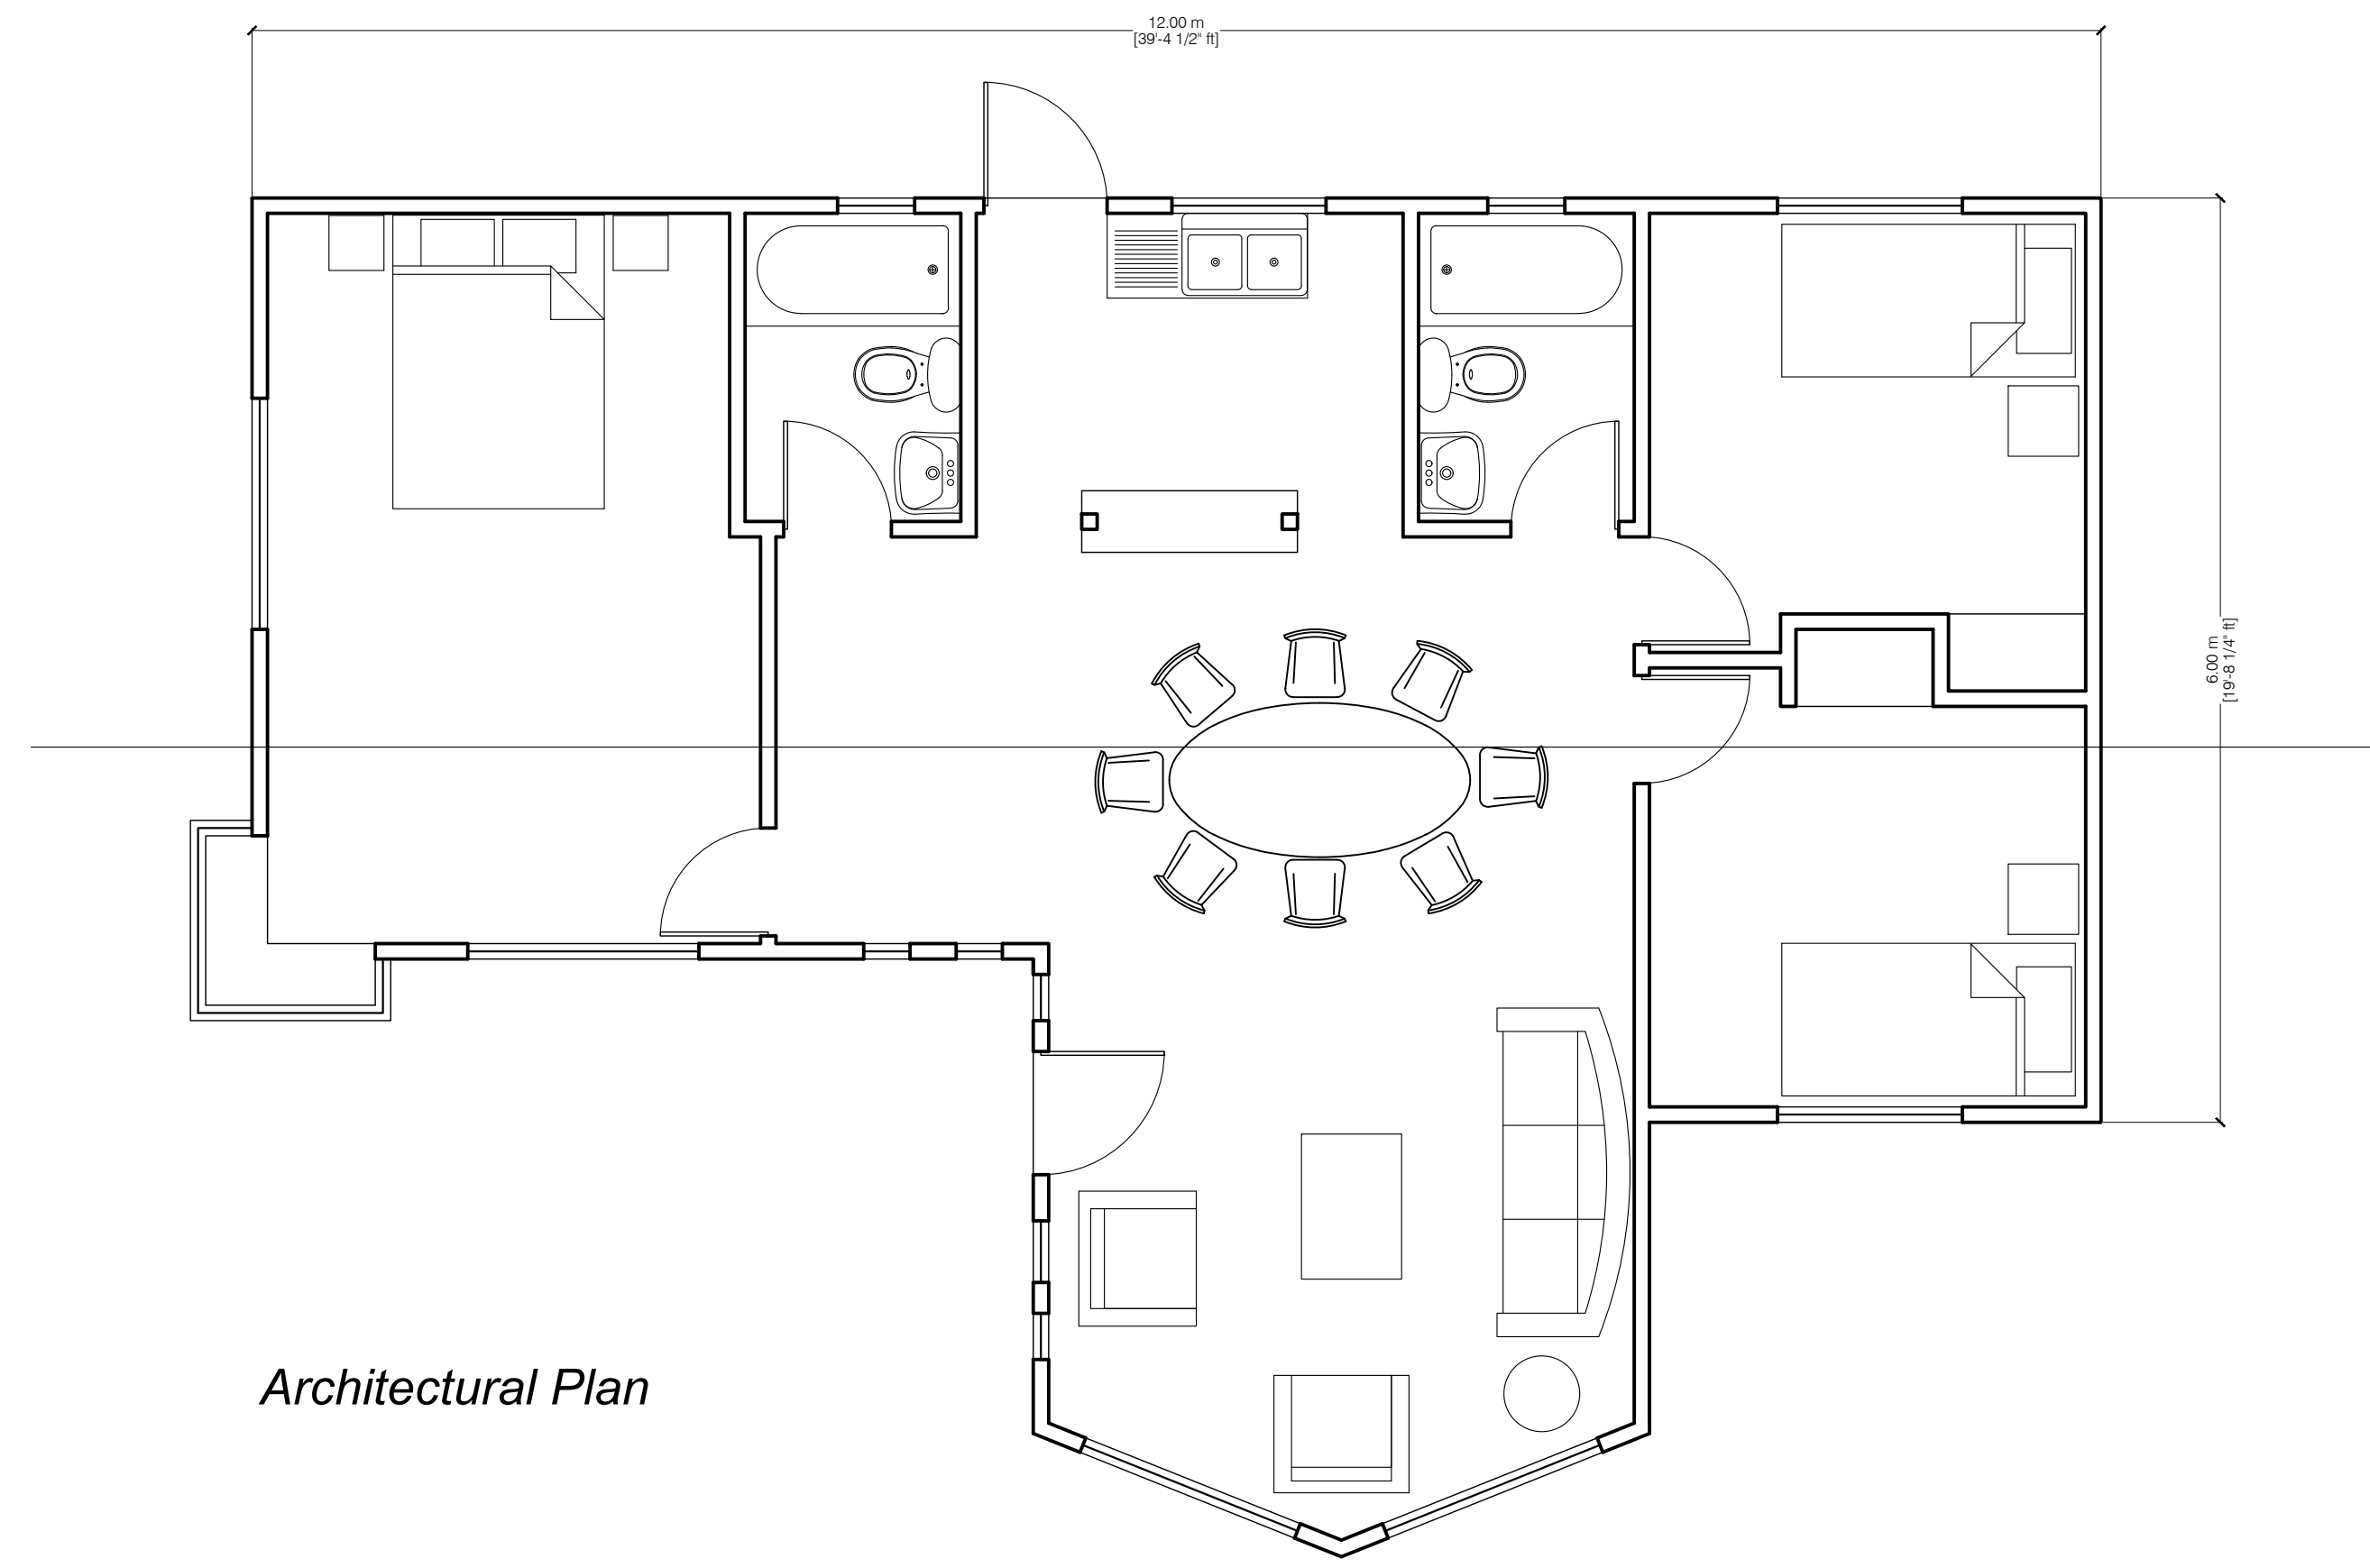 12.00 m
[39'-4 1/2" ft]
6.00 m
[19'-8 1/4" ft]
Architectural Plan